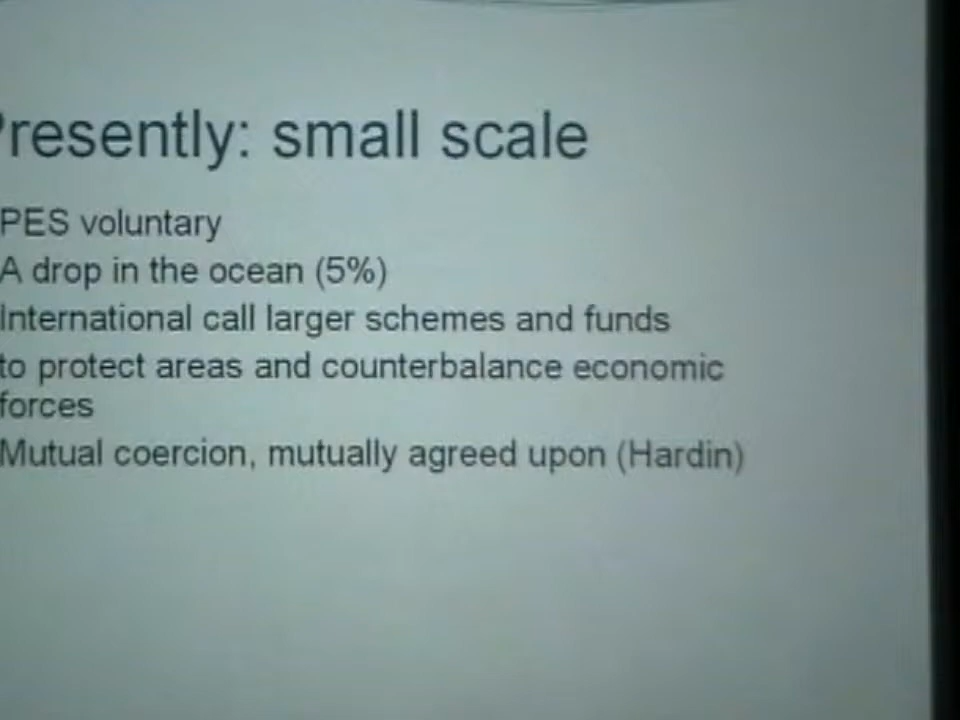 Presently: small scale
PES voluntary
A drop in the ocean (5%)
International call larger schemes and funds
to protect areas and counterbalance economic
forces
Mutual coercion, mutually agreed upon (Hardin)